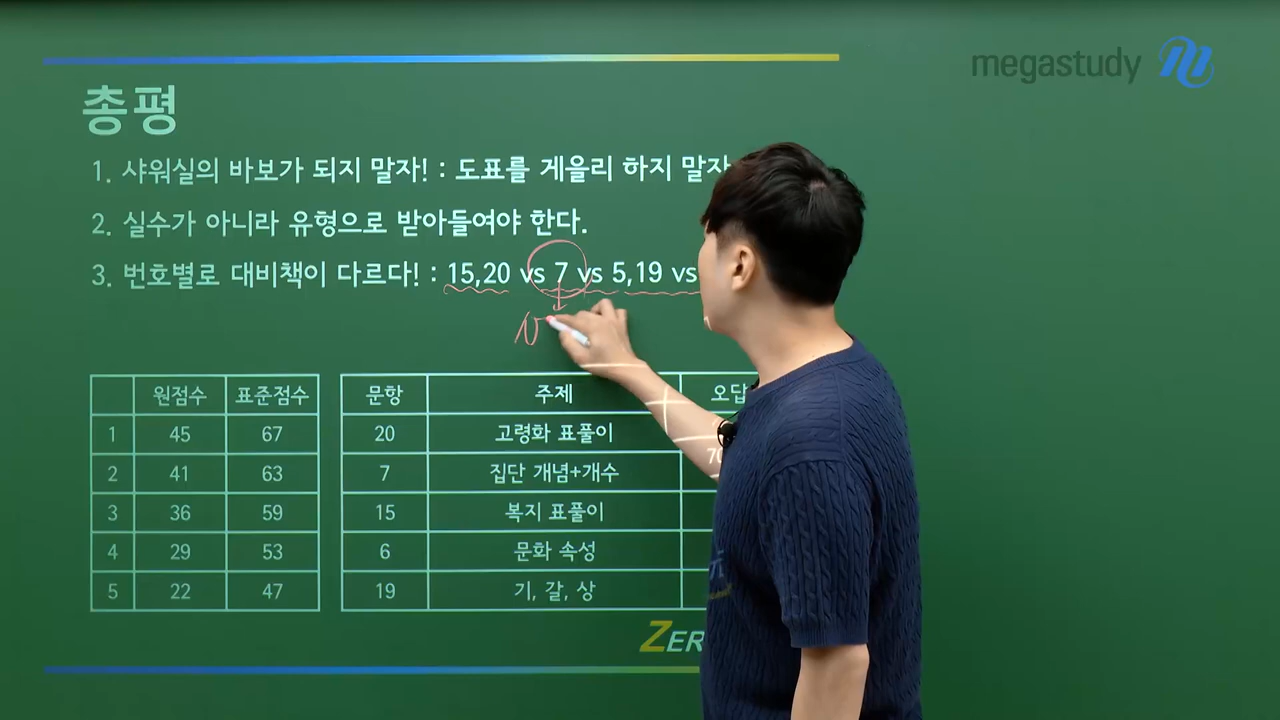 megastudy
총평
1. 샤워실의 바보가 되지 말자! : 도표를 게을리 하지 말자
2. 실수가 아니라 유형으로 받아들여야 한다.
3. 번호별로 대비책이 다르다! : 15,20 vs 7 vs 5,19 vs
N
원점수 표준점수
1 45 67
2 41 63
3 36 59
4 29 53
5 22 47
문항 주제 오답
20 고령화 표풀이
7 집단 개념+개수 70
15 복지 표풀이
6 문화 속성
19 기, 갈, 상
ZER